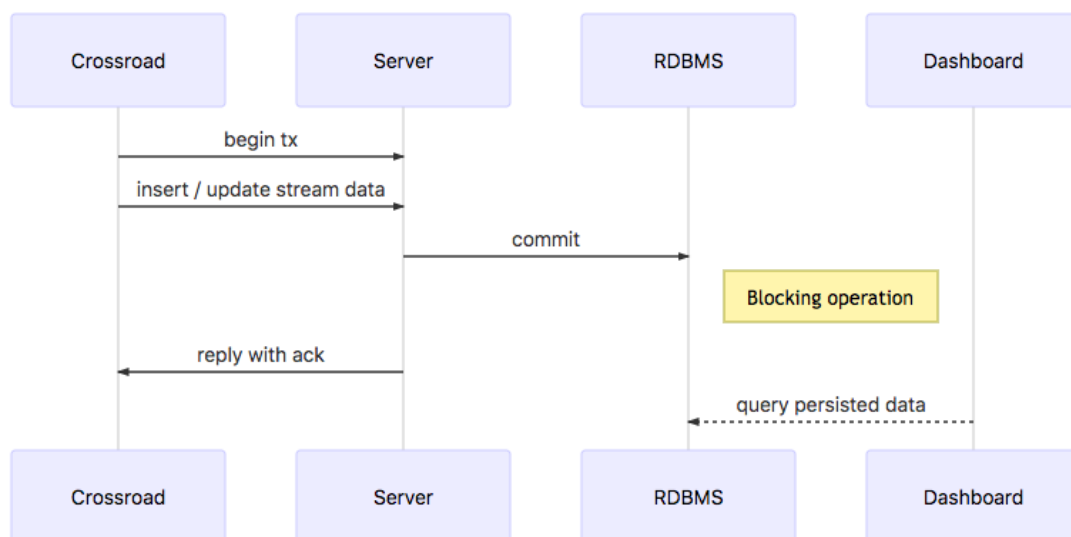 Crossroad
Server
RDBMS
Dashboard
begin tx
insert / update stream data
commit
Blocking operation
reply with ack
query persisted data
Crossroad
Server
RDBMS
Dashboard